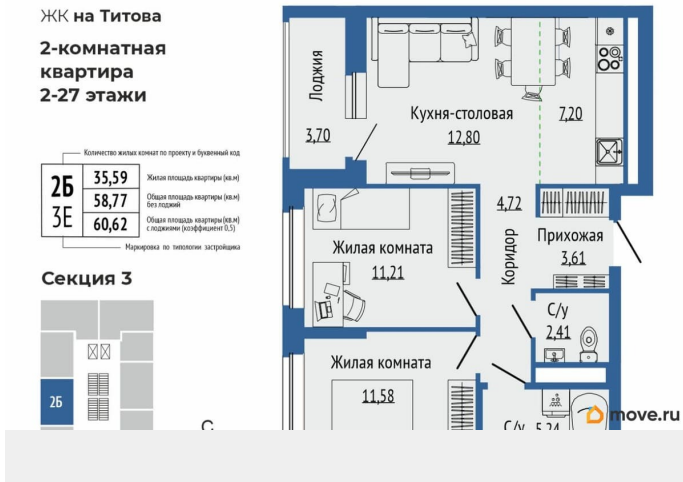 ЖК на Титова
2-комнатная
квартира
2-27 этажи
Количество жилых комнат по проекту и буквенный код
2Б
3Е
35,59 Жилая площадь квартиры (кв.м)
58,77 Общая площадь квартиры (кв.м)
без лоджий
60,62 Общая площадь квартиры (кв.м)
с лоджиями (коэффициент 0,5)
Маркировка по типологии застройщика
Секция 3
2Б
С
Лоджия
3,70
Кухня-столовая
12,80
7,20
4,72
Коридор
Прихожая
3,61
Жилая комната
11,21
С/у
2,41
Жилая комната
11,58
С/у
5,24
move.ru